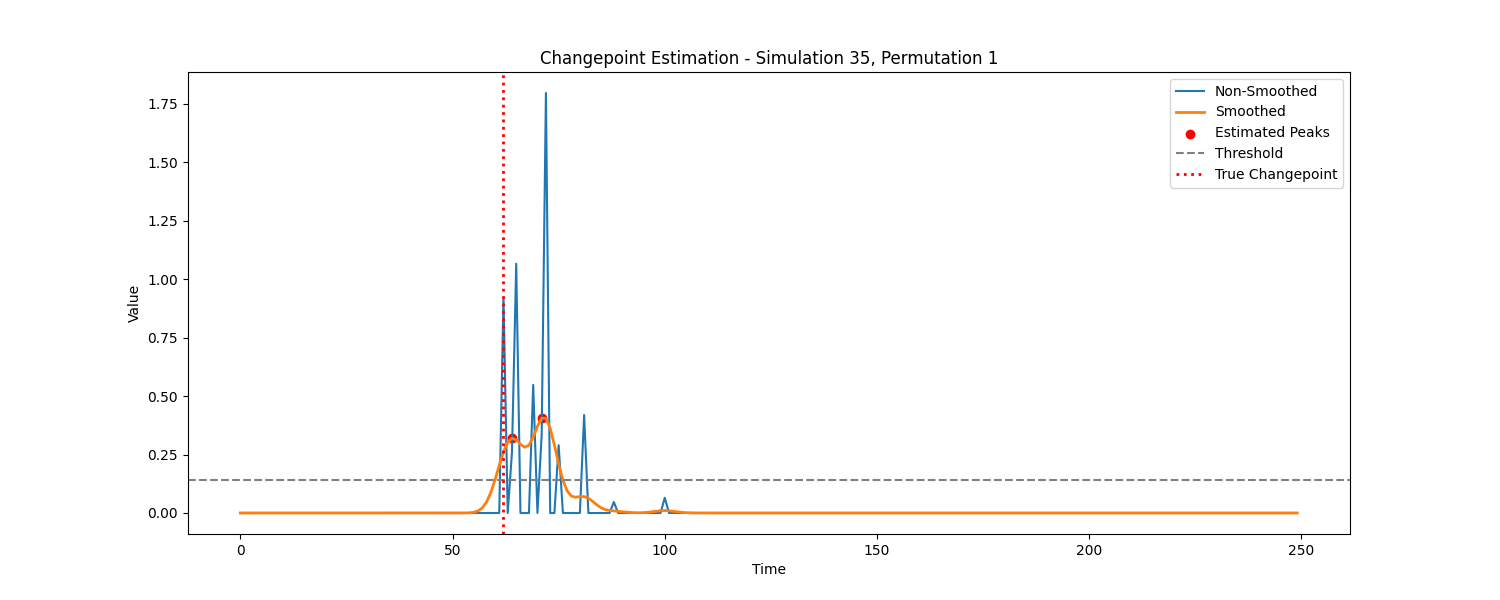 Changepoint Estimation - Simulation 35, Permutation 1
Non-Smoothed
Smoothed
Estimated Peaks
Threshold
True Changepoint
1.75
1.50
1.25
1.00
0.75
0.50
0.25
0.00
Value
0 50 100 150 200 250
Time